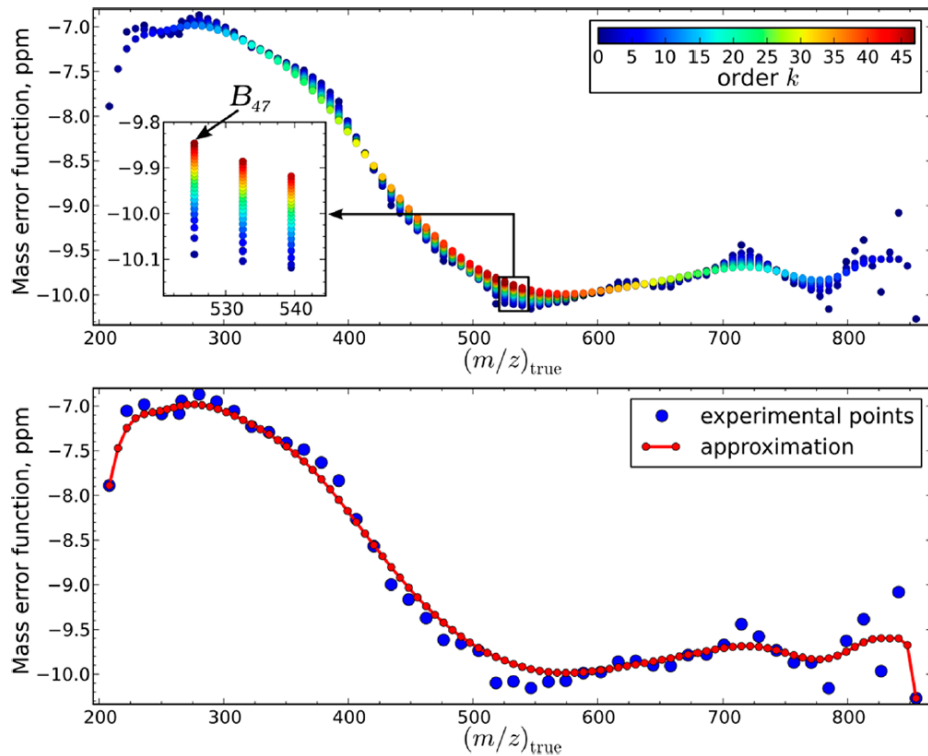 Mass error function, ppm
−7.0
−7.5
−8.0
−8.5
−9.0
−9.5
−10.0
0 5 10 15 20 25 30 35 40 45
order k
B47
−9.8
−9.9
−10.0
−10.1
530 540
200 300 400 500 600 700 800
(m/z)true
Mass error function, ppm
−7.0
−7.5
−8.0
−8.5
−9.0
−9.5
−10.0
experimental points
approximation
200 300 400 500 600 700 800
(m/z)true